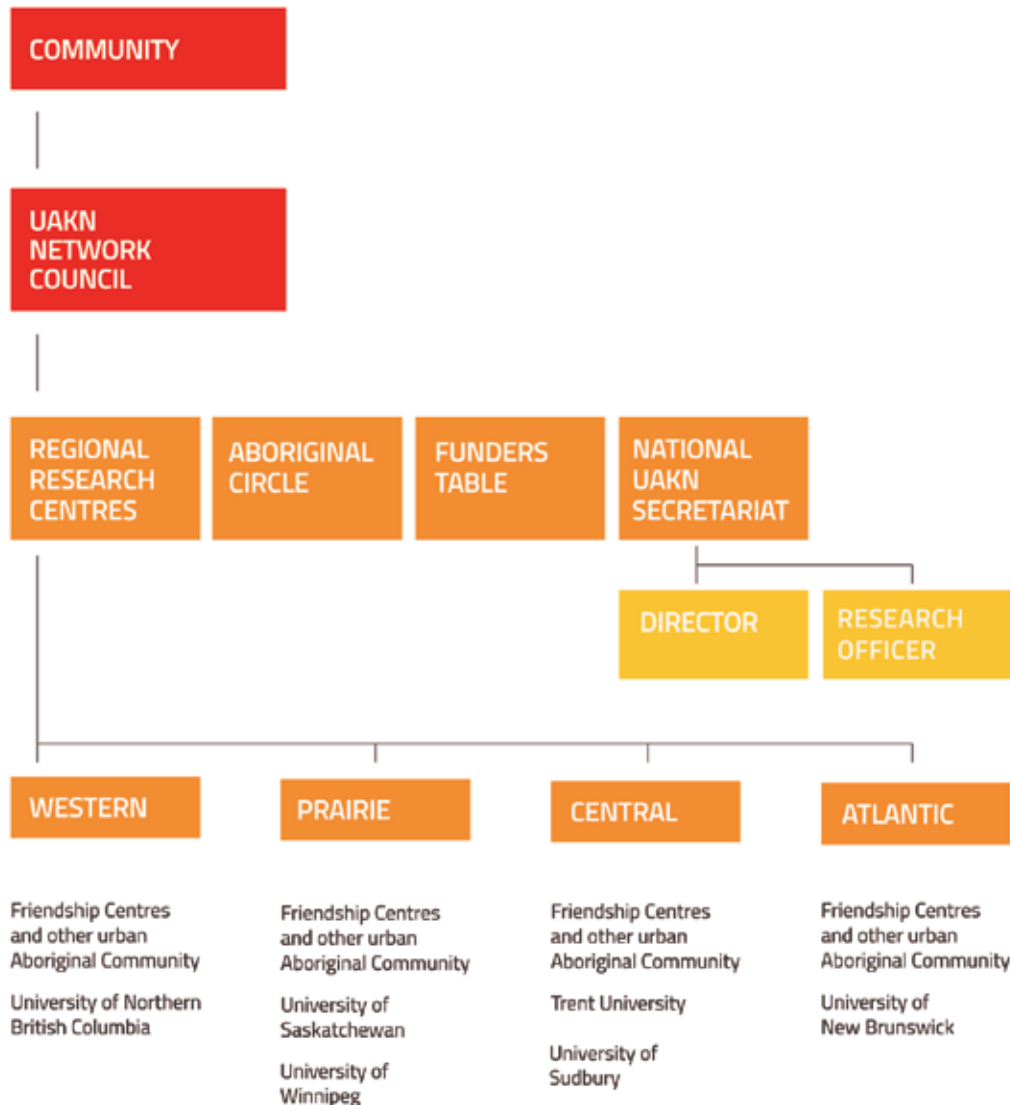 COMMUNITY
UAKN
NETWORK
COUNCIL
REGIONAL
RESEARCH
CENTRES
ABORIGINAL
CIRCLE
FUNDERS
TABLE
NATIONAL
UAKN
SECRETARIAT
DIRECTOR
RESEARCH
OFFICER
WESTERN
Friendship Centres
and other urban
Aboriginal Community
University of Northern
British Columbia
PRAIRIE
Friendship Centres
and other urban
Aboriginal Community
University of
Saskatchewan
University of
Winnipeg
CENTRAL
Friendship Centres
and other urban
Aboriginal Community
Trent University
University of
Sudbury
ATLANTIC
Friendship Centres
and other urban
Aboriginal Community
University of
New Brunswick